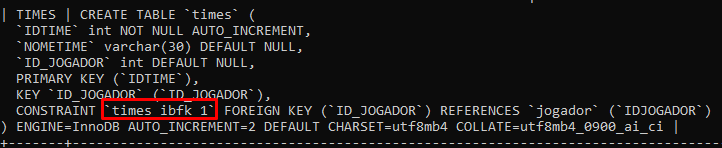 | TIMES | CREATE TABLE `times` (
`IDTIME` int NOT NULL AUTO_INCREMENT,
`NOMETIME` varchar(30) DEFAULT NULL,
`ID_JOGADOR` int DEFAULT NULL,
PRIMARY KEY (`IDTIME`),
KEY `ID_JOGADOR` (`ID_JOGADOR`),
CONSTRAINT `times_ibfk_1` FOREIGN KEY (`ID_JOGADOR`) REFERENCES `jogador` (`IDJOGADOR`)
) ENGINE=InnoDB AUTO_INCREMENT=2 DEFAULT CHARSET=utf8mb4 COLLATE=utf8mb4_0900_ai_ci |
+-------+-----------------------------------------------------------------------------------